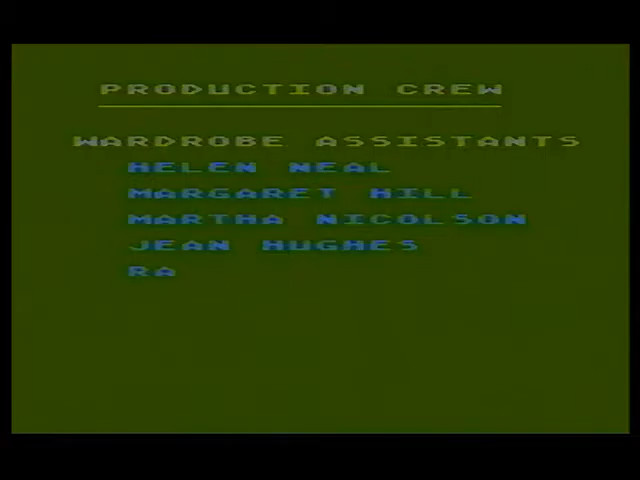 PRODUCTION CREW
WARDROBE ASSISTANTS
HELEN NEAL
MARGARET HILL
MARTHA NICOLSON
JEAN HUGHES
RA